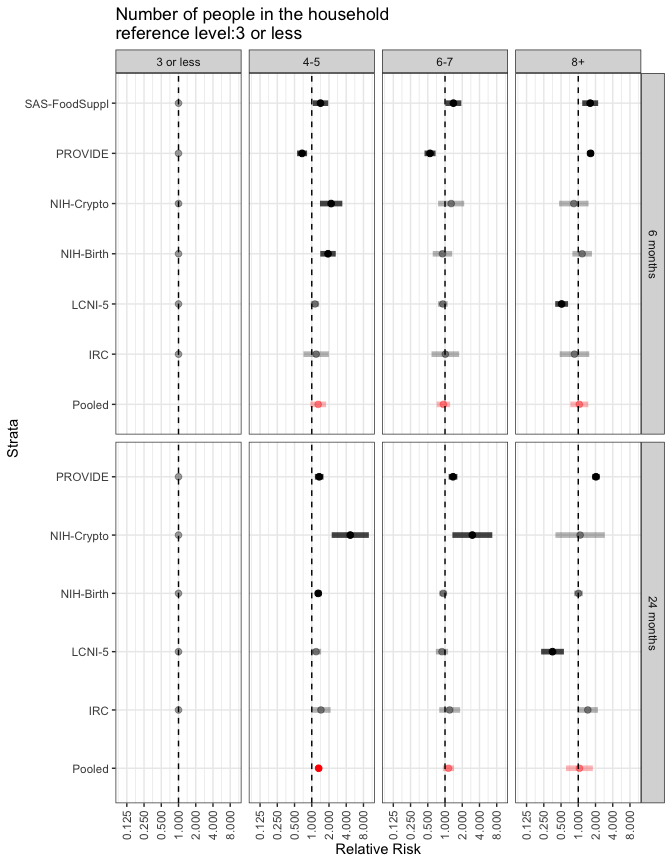 Number of people in the household
reference level:3 or less
3 or less
4-5
6-7
8+
SAS-FoodSuppl
PROVIDE
NIH-Crypto
NIH-Birth
LCNI-5
IRC
Pooled
6 months
PROVIDE
NIH-Crypto
NIH-Birth
LCNI-5
IRC
Pooled
24 months
Strata
0.125 0.250 0.500 1.000 2.000 4.000 8.000
0.125 0.250 0.500 1.000 2.000 4.000 8.000
0.125 0.250 0.500 1.000 2.000 4.000 8.000
0.125 0.250 0.500 1.000 2.000 4.000 8.000
Relative Risk